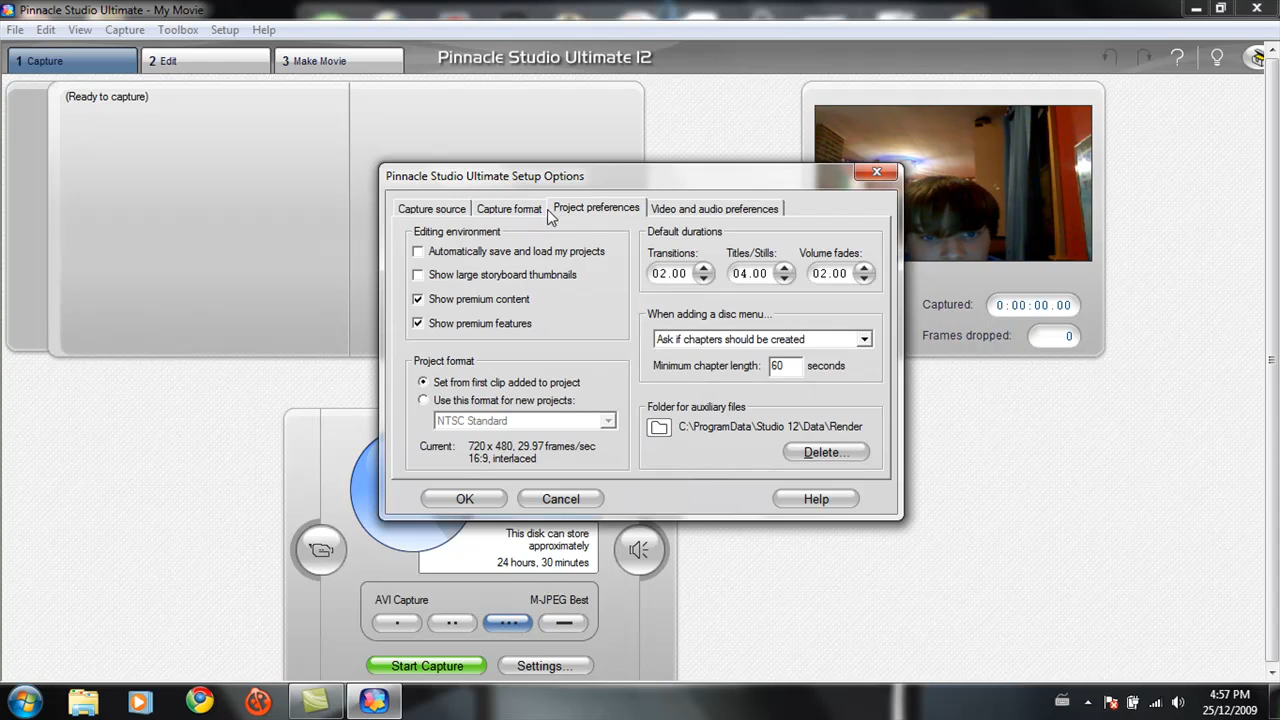 Pinnacle Studio Ultimate - My Movie
File Edit View Capture Toolbox Setup Help
1 Capture
2 Edit
3 Make Movie
Pinnacle Studio Ultimate 12
(Ready to capture)
Pinnacle Studio Ultimate Setup Options
Capture source
Capture format
Project preferences
Video and audio preferences
Editing environment
Automatically save and load my projects
Show large storyboard thumbnails
Show premium content
Show premium features
Project format
Set from first clip added to project
Use this format for new projects:
NTSC Standard
Current: 720 x 480, 29.97 frames/sec
16:9, interlaced
Default durations
Transitions: Titles/Stills: Volume fades:
02.00 04.00 02.00
When adding a disc menu...
Ask if chapters should be created
Minimum chapter length: 60 seconds
Folder for auxiliary files
C:\ProgramData\Studio 12\Data\Render
Delete...
OK
Cancel
Help
Captured: 0:00:00.00
Frames dropped: 0
This disk can store
approximately
24 hours, 30 minutes
AVI Capture M-JPEG Best
Start Capture
Settings...
4:57 PM
25/12/2009